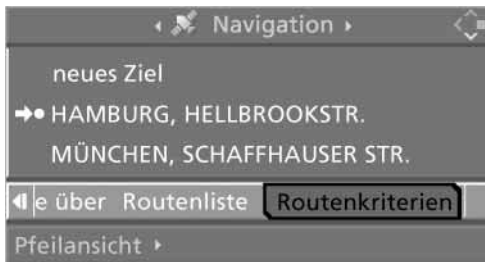 Navigation
neues Ziel
HAMBURG, HELLBROOKSTR.
MÜNCHEN, SCHAFFHAUSER STR.
e über Routenliste Routenkriterien
Pfeilansicht